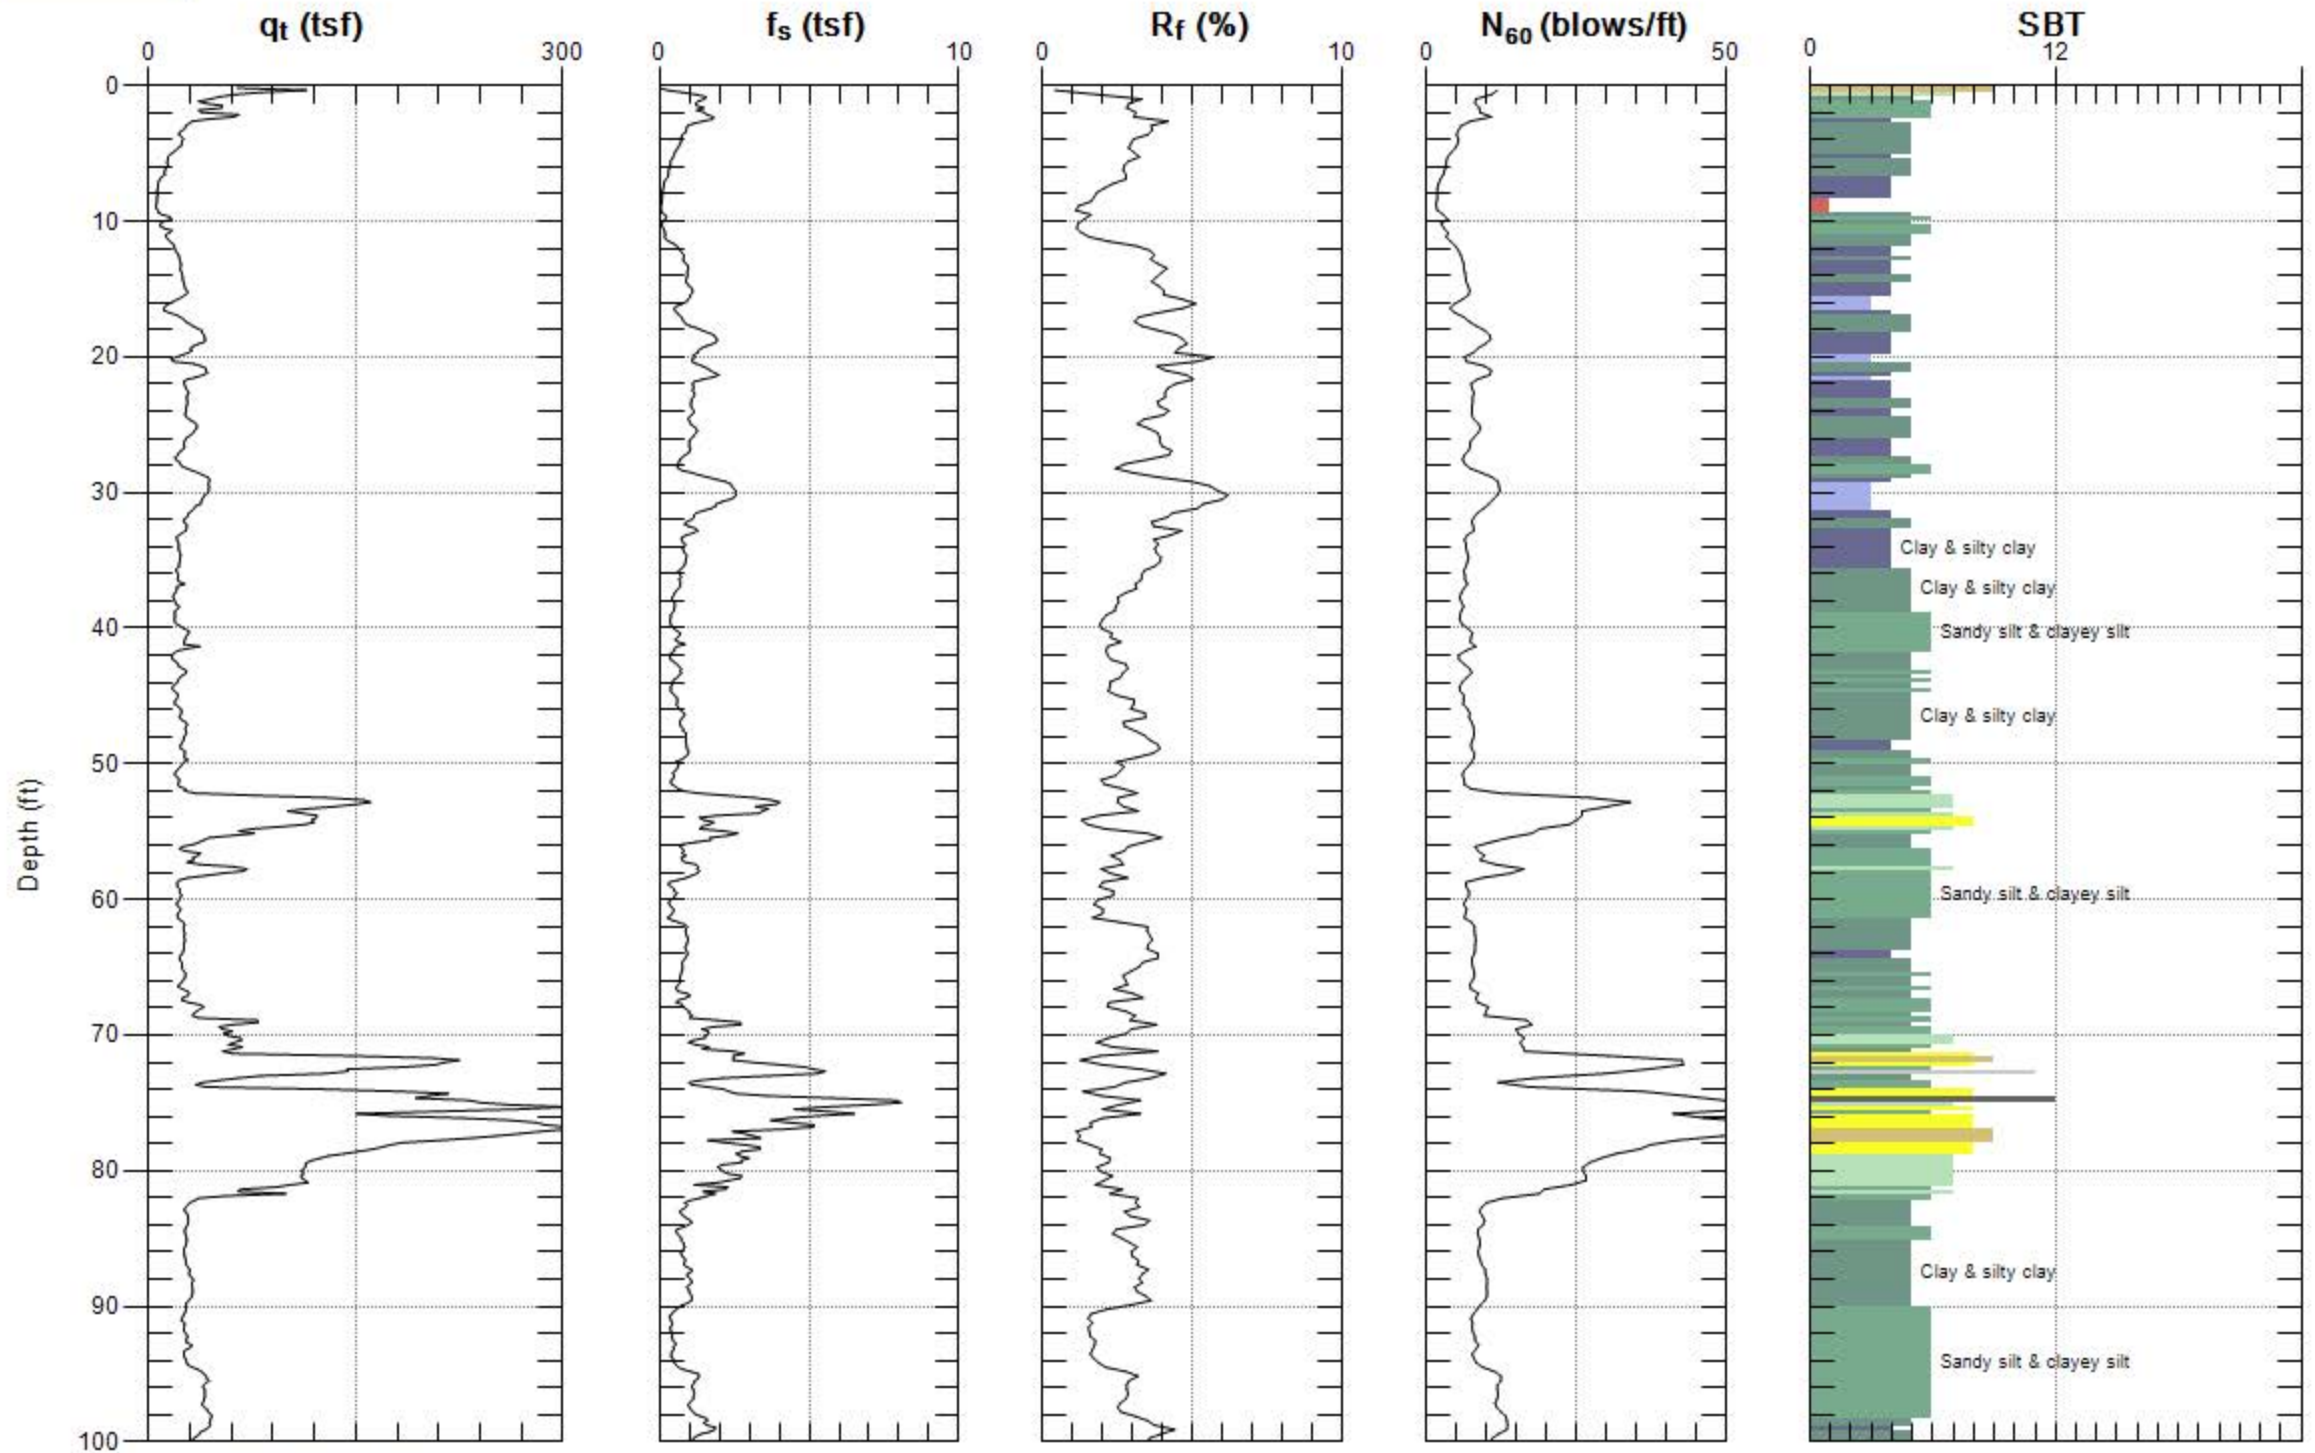 qt (tsf)
fs (tsf)
Rf (%)
N60 (blows/ft)
SBT
0 300
0 10
0 10
0 50
0 12
0
10
20
30
40
50
60
70
80
90
100
Depth (ft)
Clay & silty clay
Clay & silty clay
Sandy silt & clayey silt
Clay & silty clay
Sandy silt & clayey silt
Clay & silty clay
Sandy silt & clayey silt